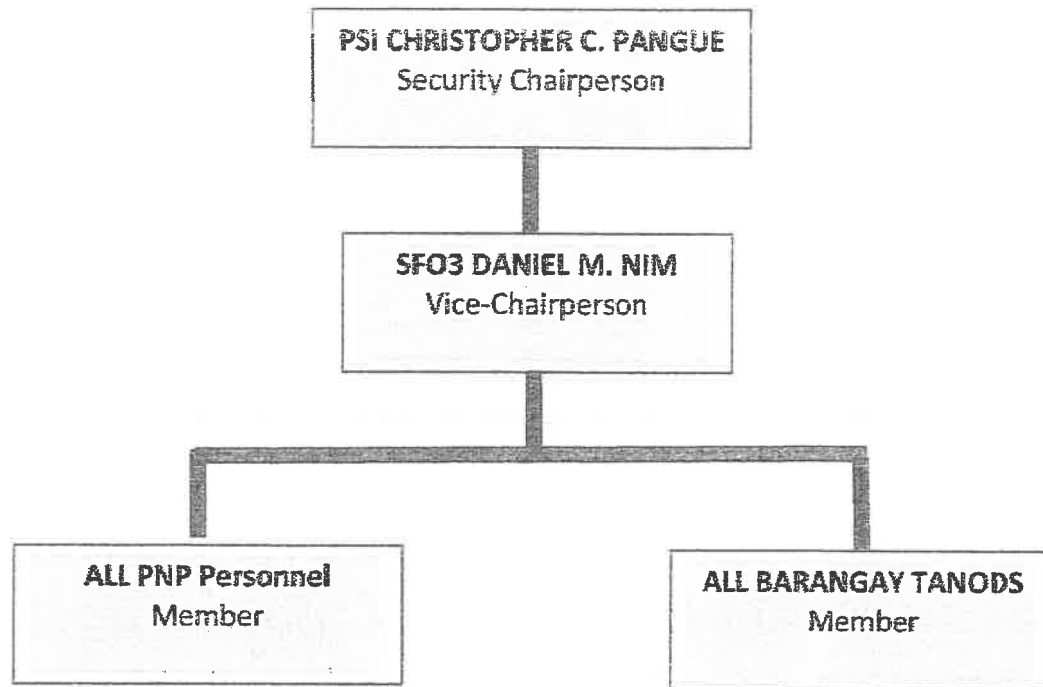 PSI CHRISTOPHER C. PANGUE
Security Chairperson
SFO3 DANIEL M. NIM
Vice-Chairperson
ALL PNP Personnel
Member
ALL BARANGAY TANODS
Member